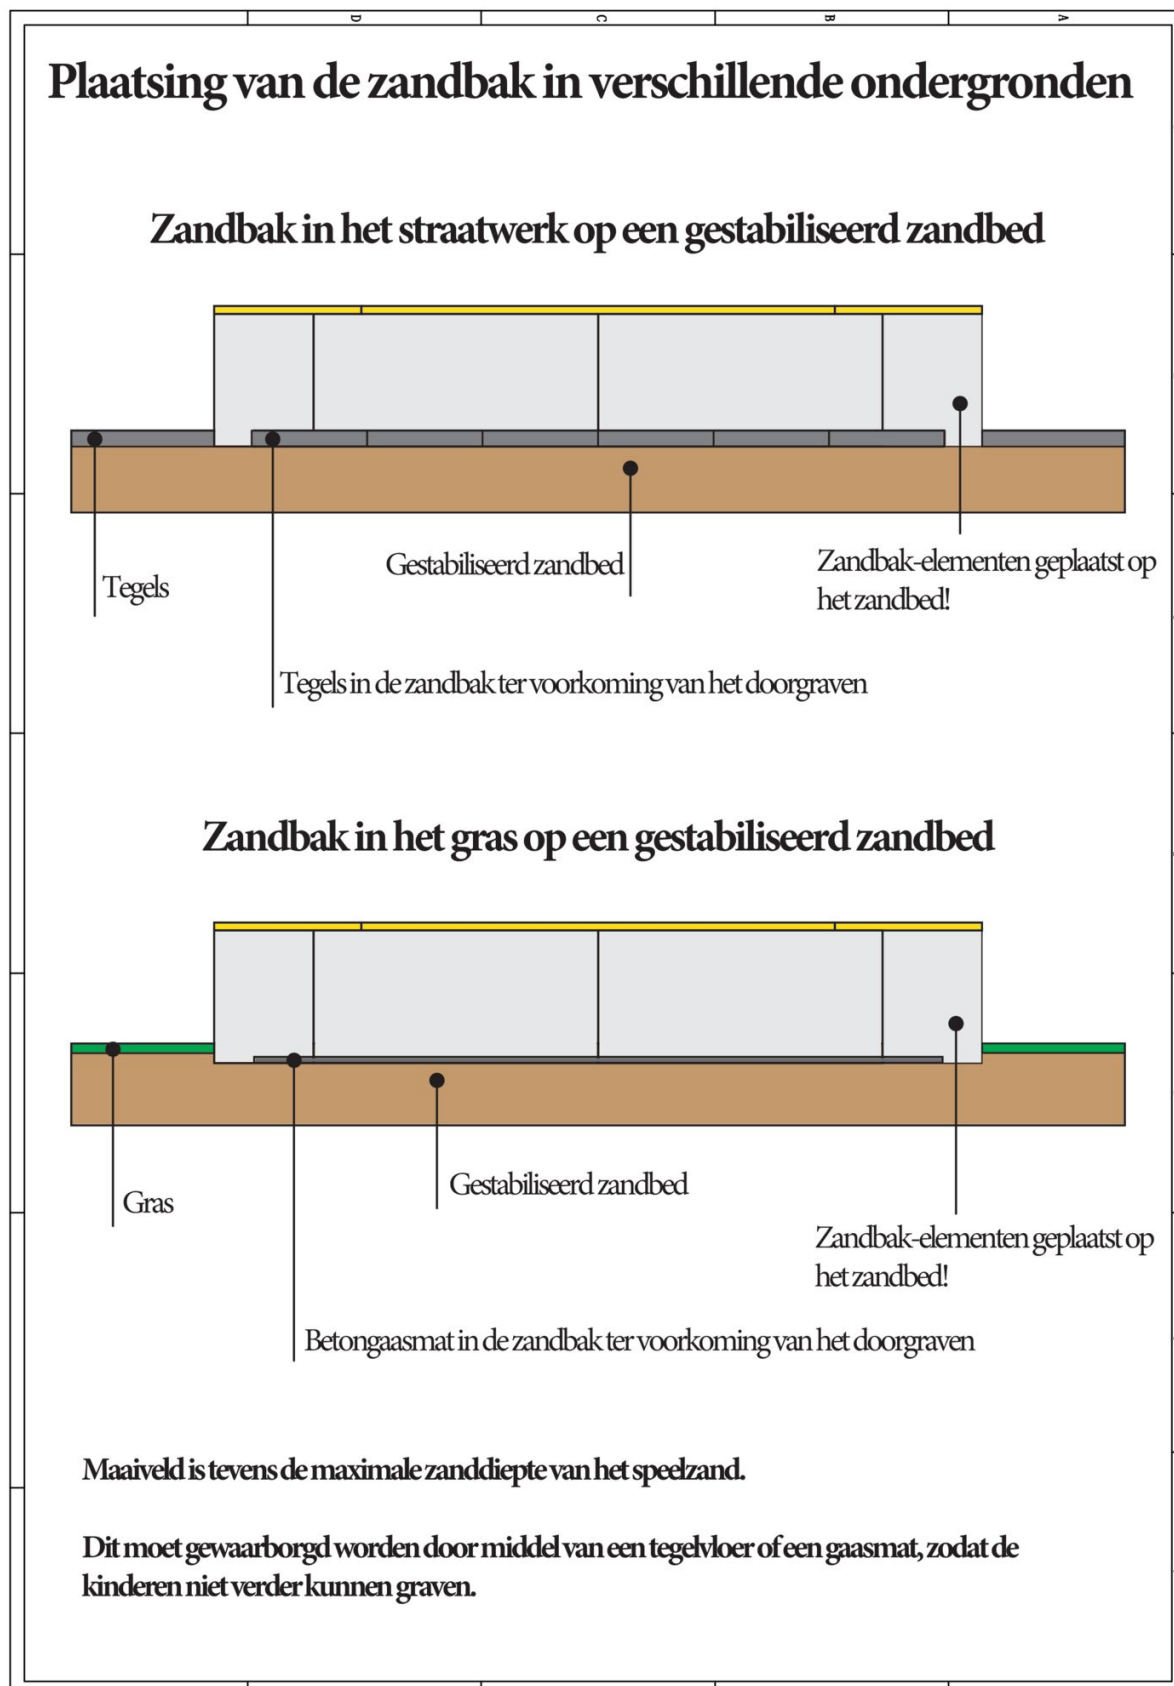 D C B A
Plaatsing van de zandbak in verschillende ondergronden
Zandbak in het straatwerk op een gestabiliseerd zandbed
Gestabiliseerd zandbed
Zandbak-elementen geplaatst op
het zandbed!
Tegels
Tegels in de zandbak ter voorkoming van het doorgraven
Zandbak in het gras op een gestabiliseerd zandbed
Gestabiliseerd zandbed
Gras
Zandbak-elementen geplaatst op
het zandbed!
Betongaasmat in de zandbak ter voorkoming van het doorgraven
Maaiveld is tevens de maximale zanddiepte van het speelzand.
Dit moet gewaarborgd worden door middel van een tegelvloer of een gaasmat, zodat de
kinderen niet verder kunnen graven.